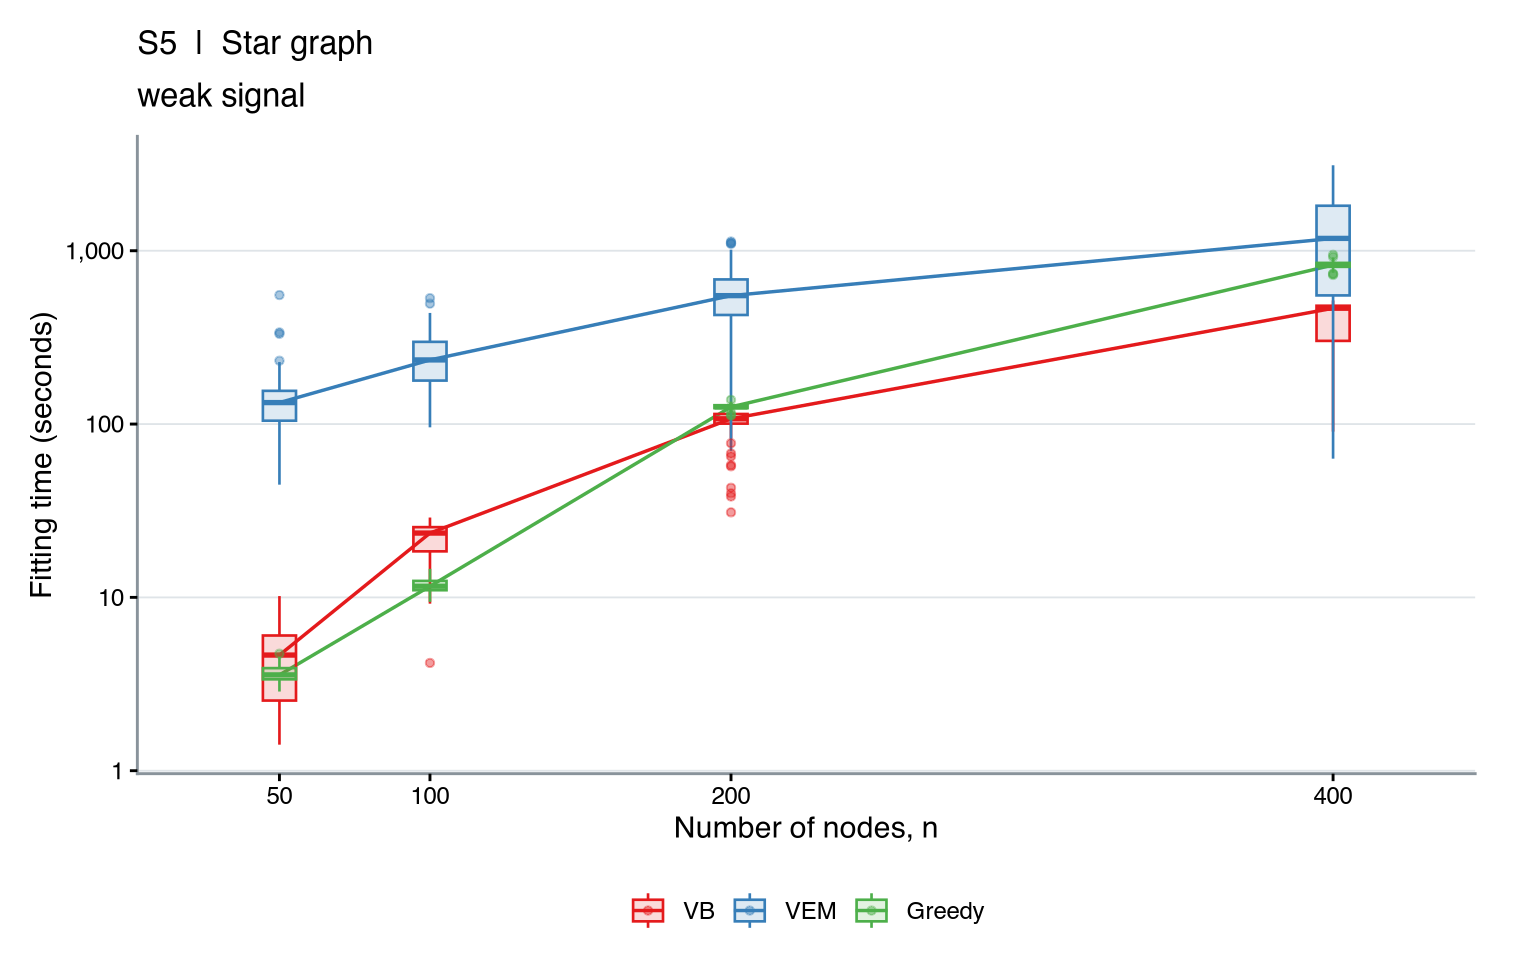 S5 | Star graph
weak signal
Fitting time (seconds)
1,000
100
10
1
50 100 200 400
Number of nodes, n
VB VEM Greedy